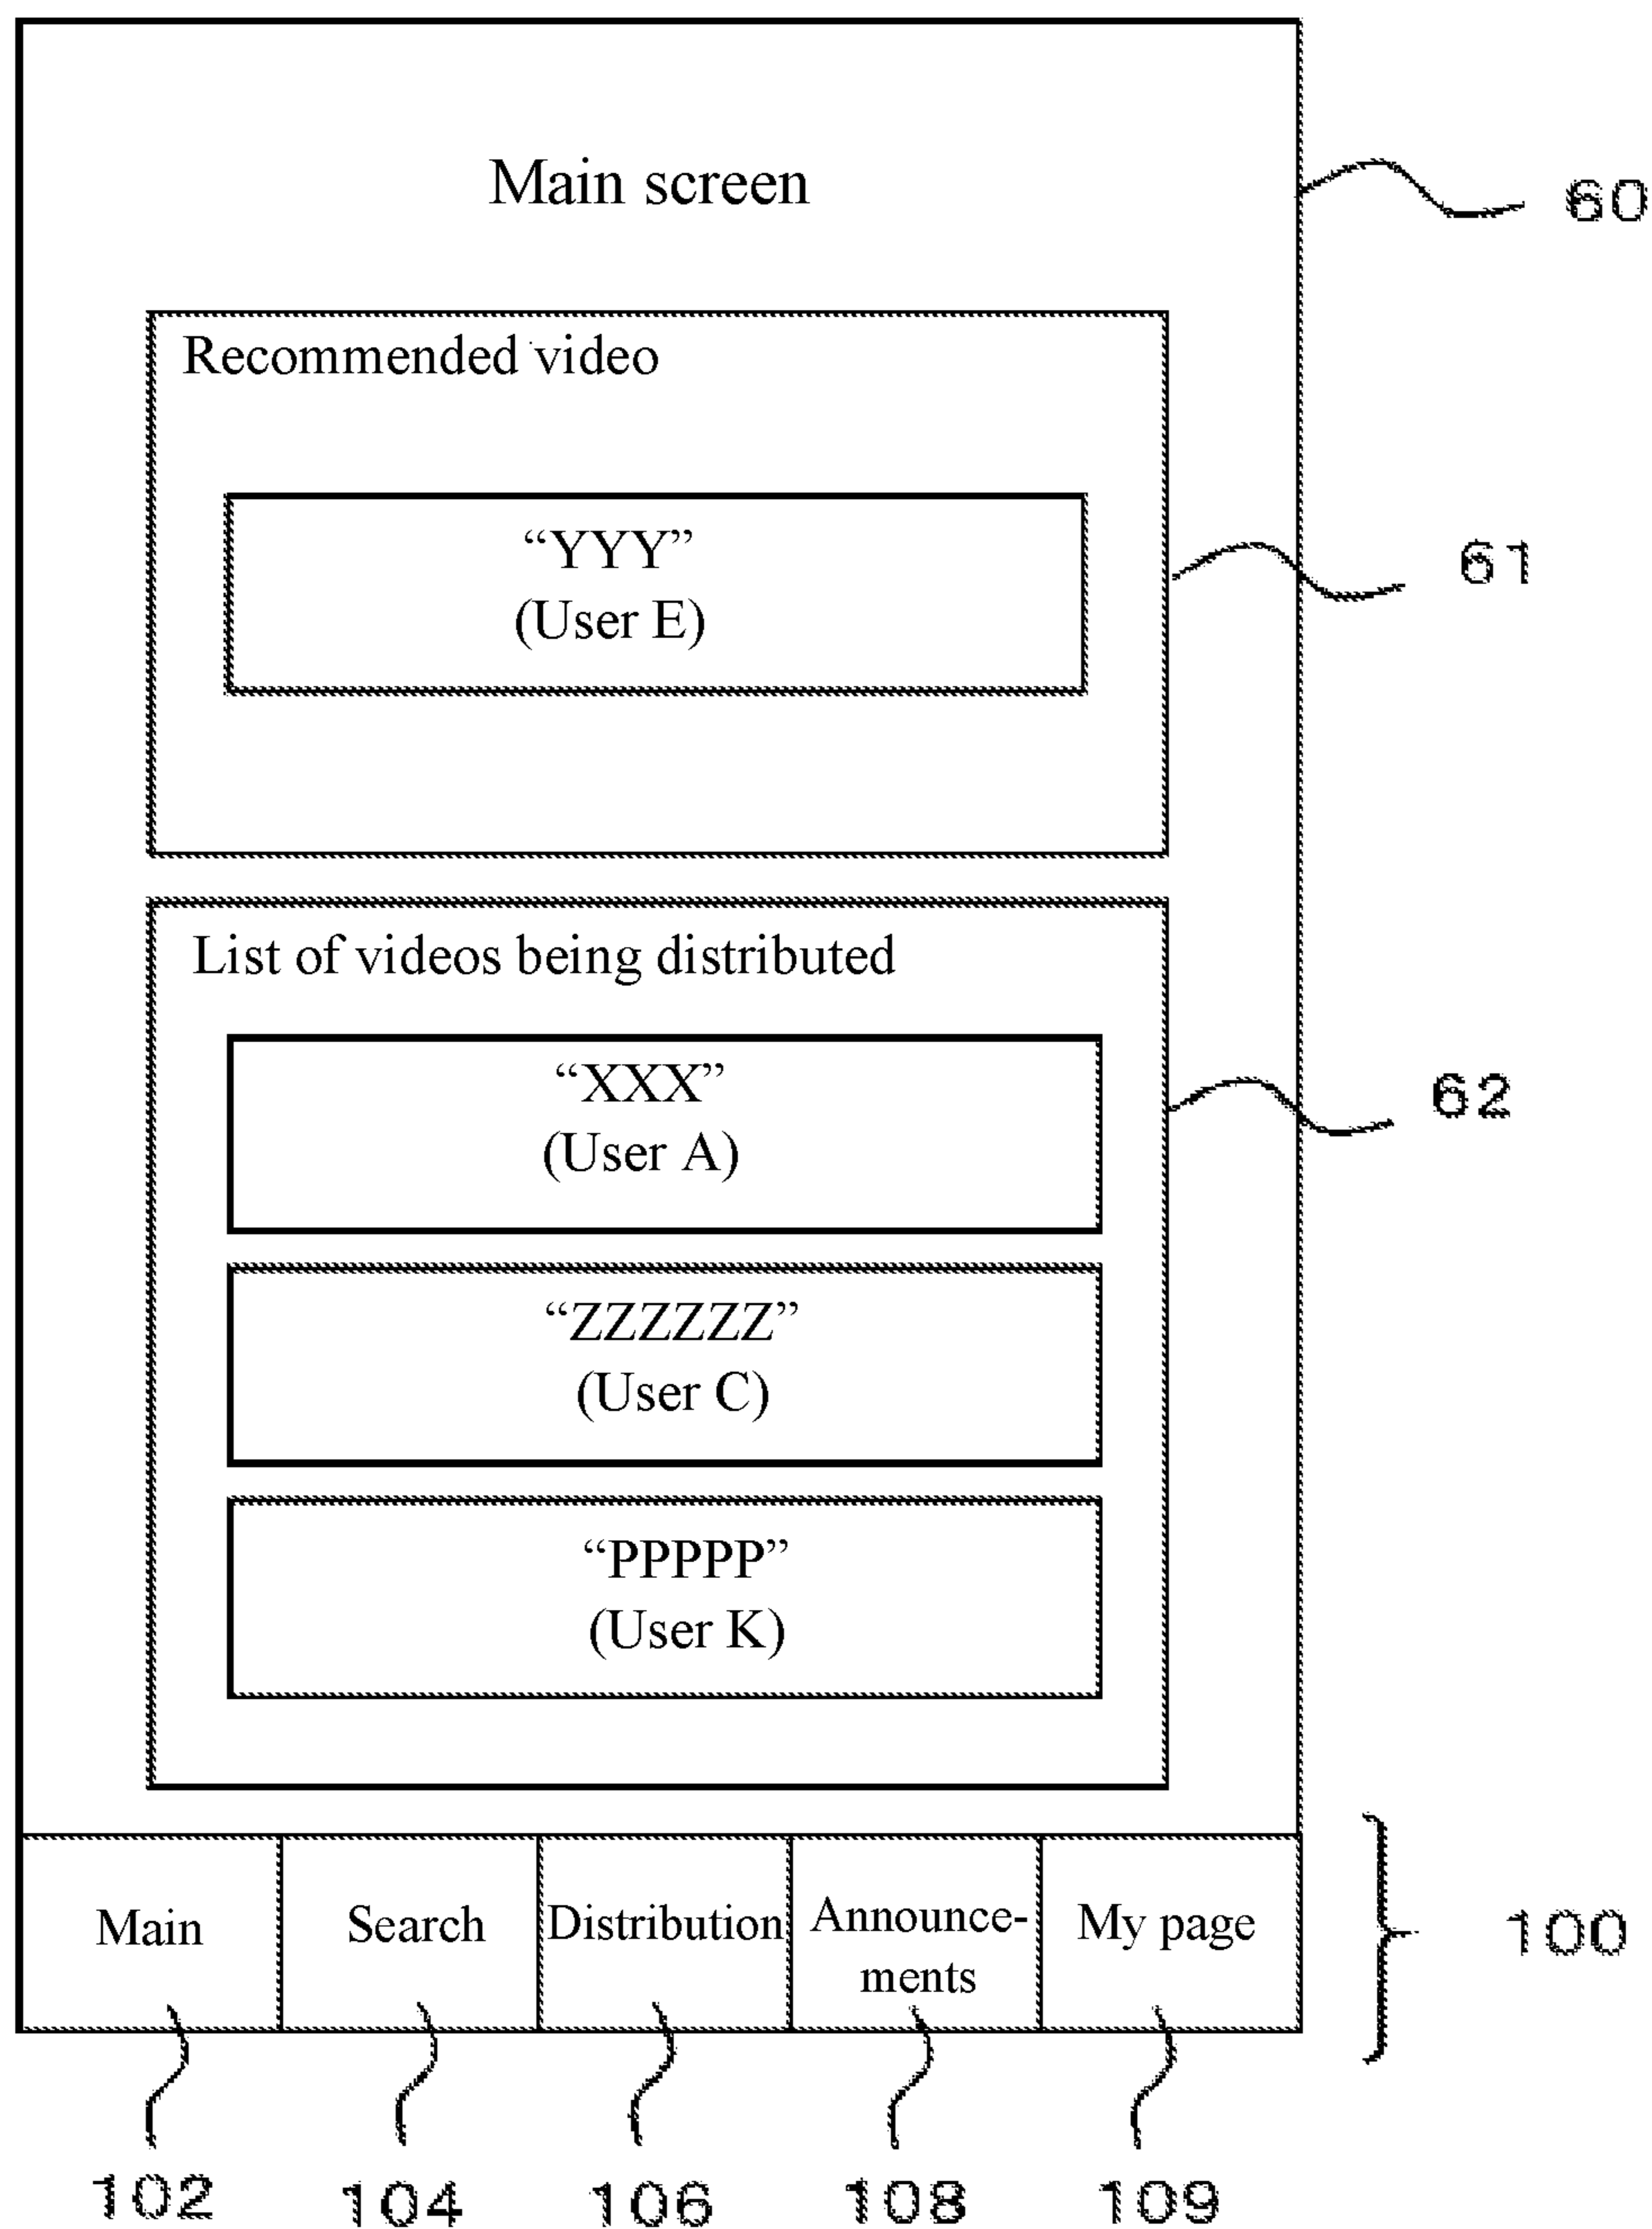 Main screen
60
Recommended video
“YYY”
(User E)
61
List of videos being distributed
“XXX”
(User A)
62
“ZZZZZZ”
(User C)
“PPPPP”
(User K)
Main
Search
Distribution
Announce-
ments
My page
100
102
104
106
108
109